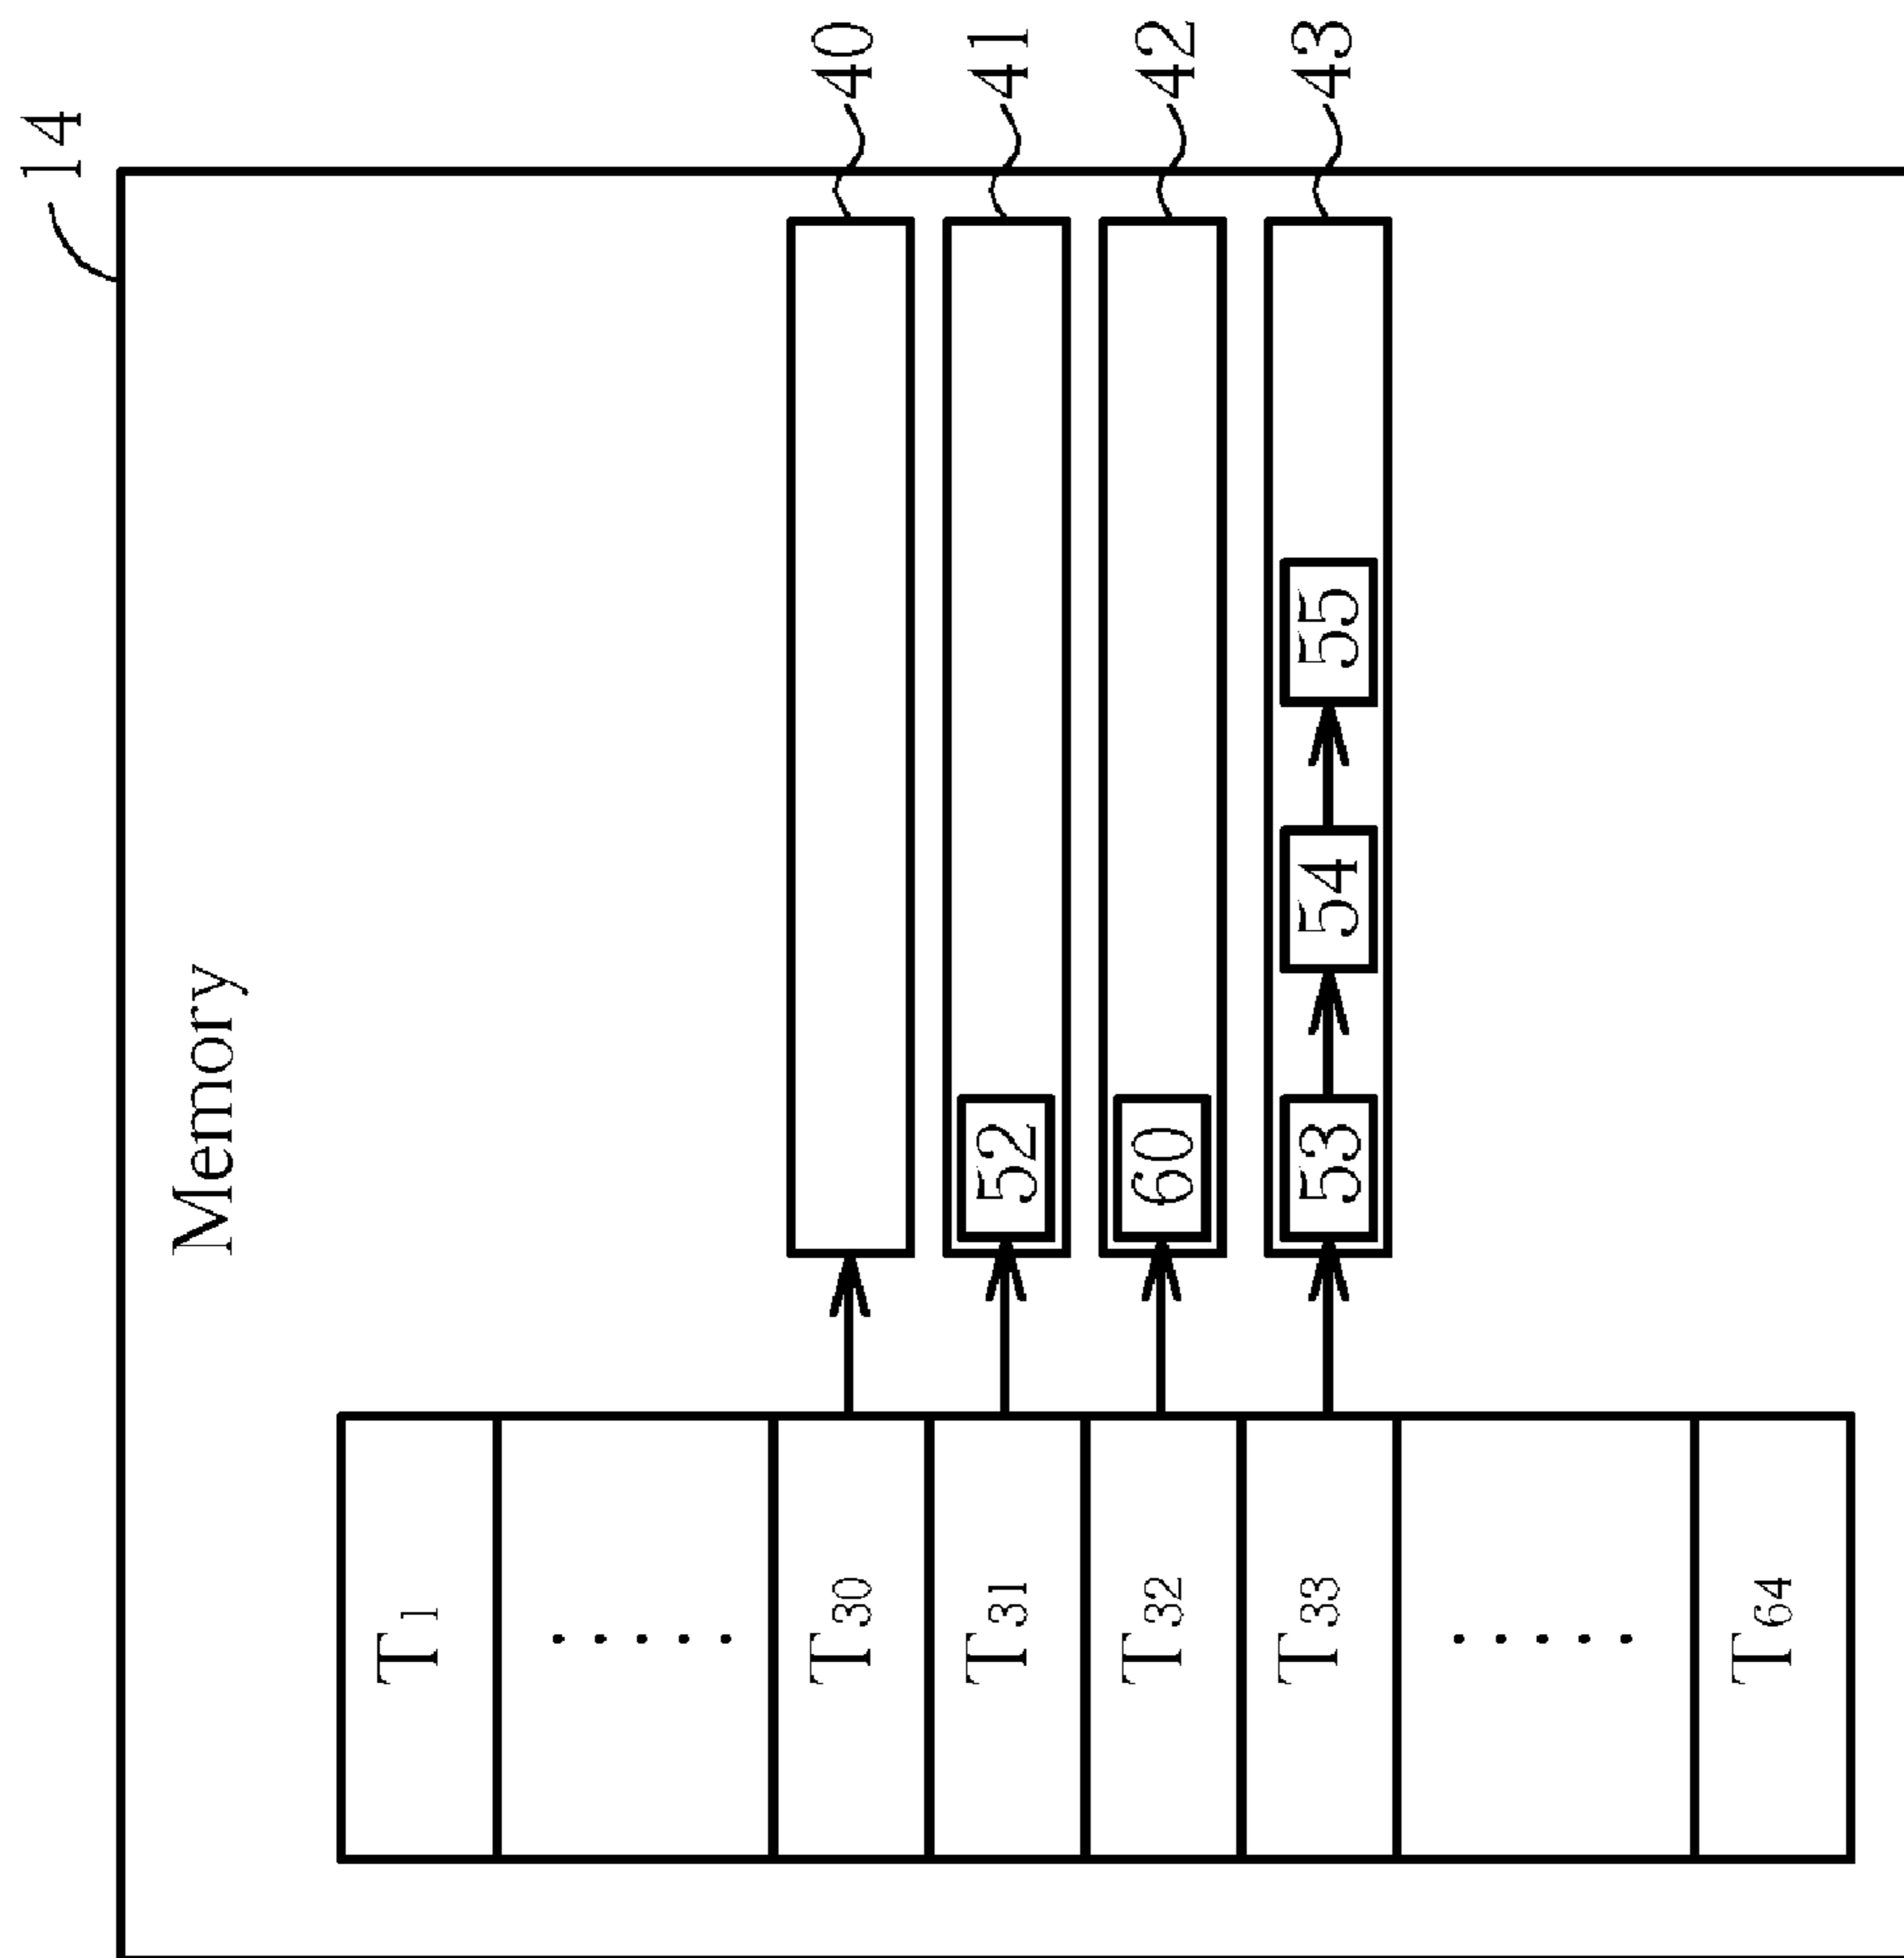 14
Memory
T1
.....
T30
40
T31
52
41
T32
60
42
T33
53
54
55
43
.....
T64